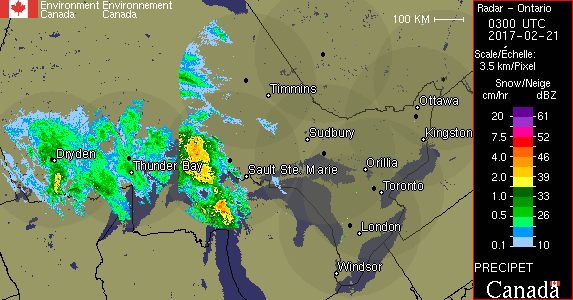 Environment Environnement
Canada Canada
100 KM
Timmins
Ottawa
Sudbury
Kingston
Dryden
Thunder Bay
Sault Ste. Marie
Orillia
Toronto
London
Windsor
Radar - Ontario
0300 UTC
2017-02-21
Scale/Échelle:
3.5 km/Pixel
Snow/Neige
cm/hr dBZ
20 61
7.5 52
4.0 46
2.0 39
1.0 33
0.5 26
0.1 10
PRECIPET
Canada